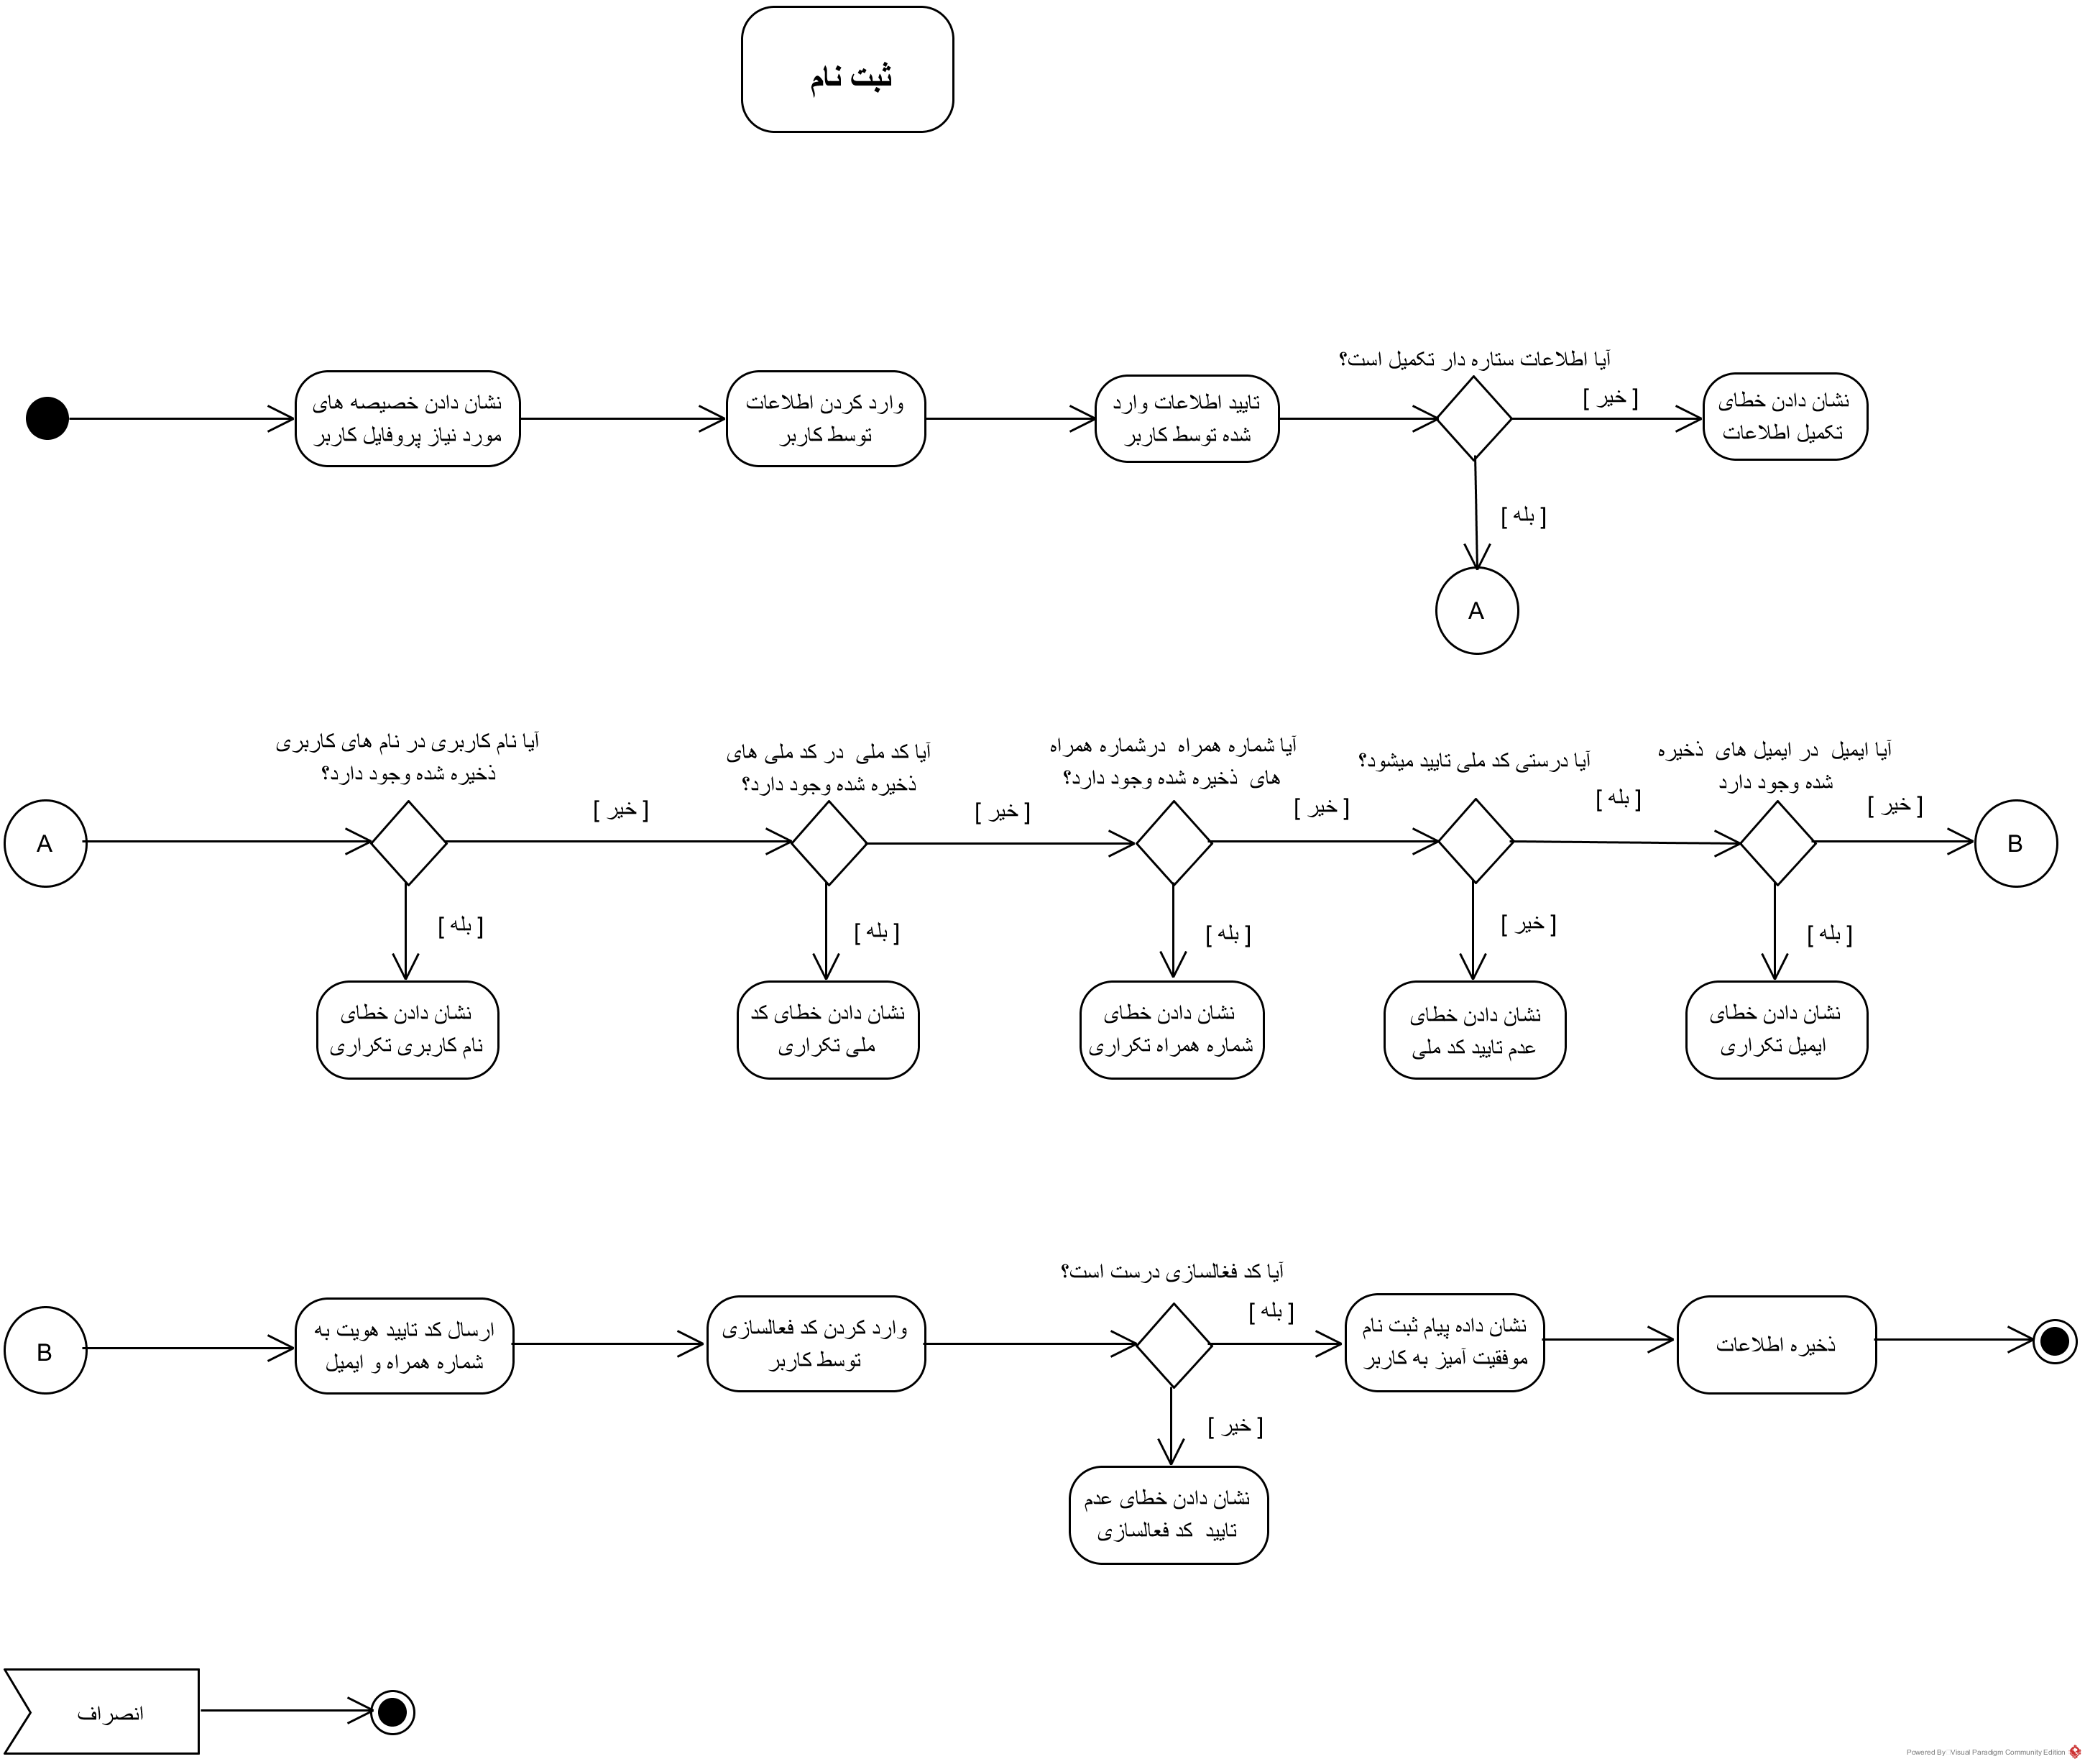 ثبت نام
آیا اطلاعات ستاره دار تکمیل است؟
نشان دادن خصیصه های
مورد نیاز پروفایل کاربر
وارد کردن اطلاعات
توسط کاربر
تایید اطلاعات وارد
شده توسط کاربر
[ خیر ]
نشان دادن خطای
تکمیل اطلاعات
[ بله ]
A
A
آیا نام کاربری در نام های کاربری
ذخیره شده وجود دارد؟
[ خیر ]
آیا کد ملی در کد ملی های
ذخیره شده وجود دارد؟
[ خیر ]
آیا شماره همراه درشماره همراه
های ذخیره شده وجود دارد؟
[ خیر ]
آیا درستی کد ملی تایید میشود؟
[ بله ]
آیا ایمیل در ایمیل های ذخیره
شده وجود دارد
[ خیر ]
B
[ بله ]
[ بله ]
[ بله ]
[ خیر ]
[ بله ]
نشان دادن خطای
نام کاربری تکراری
نشان دادن خطای کد
ملی تکراری
نشان دادن خطای
شماره همراه تکراری
نشان دادن خطای
عدم تایید کد ملی
نشان دادن خطای
ایمیل تکراری
آیا کد فغالسازی درست است؟
B
ارسال کد تایید هویت به
شماره همراه و ایمیل
وارد کردن کد فعالسازی
توسط کاربر
[ بله ]
نشان داده پیام ثبت نام
موفقیت آمیز به کاربر
ذخیره اطلاعات
[ خیر ]
نشان دادن خطای عدم
تایید کد فعالسازی
انصراف
Powered By Visual Paradigm Community Edition